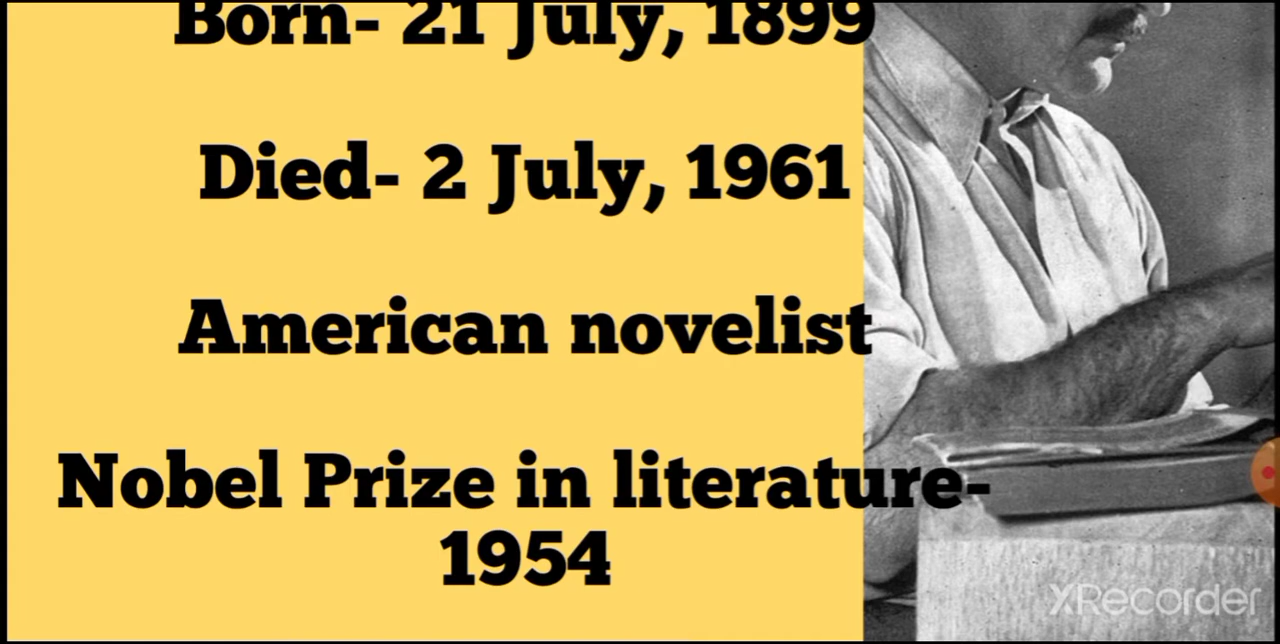 Born- 21 July, 1899
Died- 2 July, 1961
American novelist
Nobel Prize in literature-
1954
XRecorder